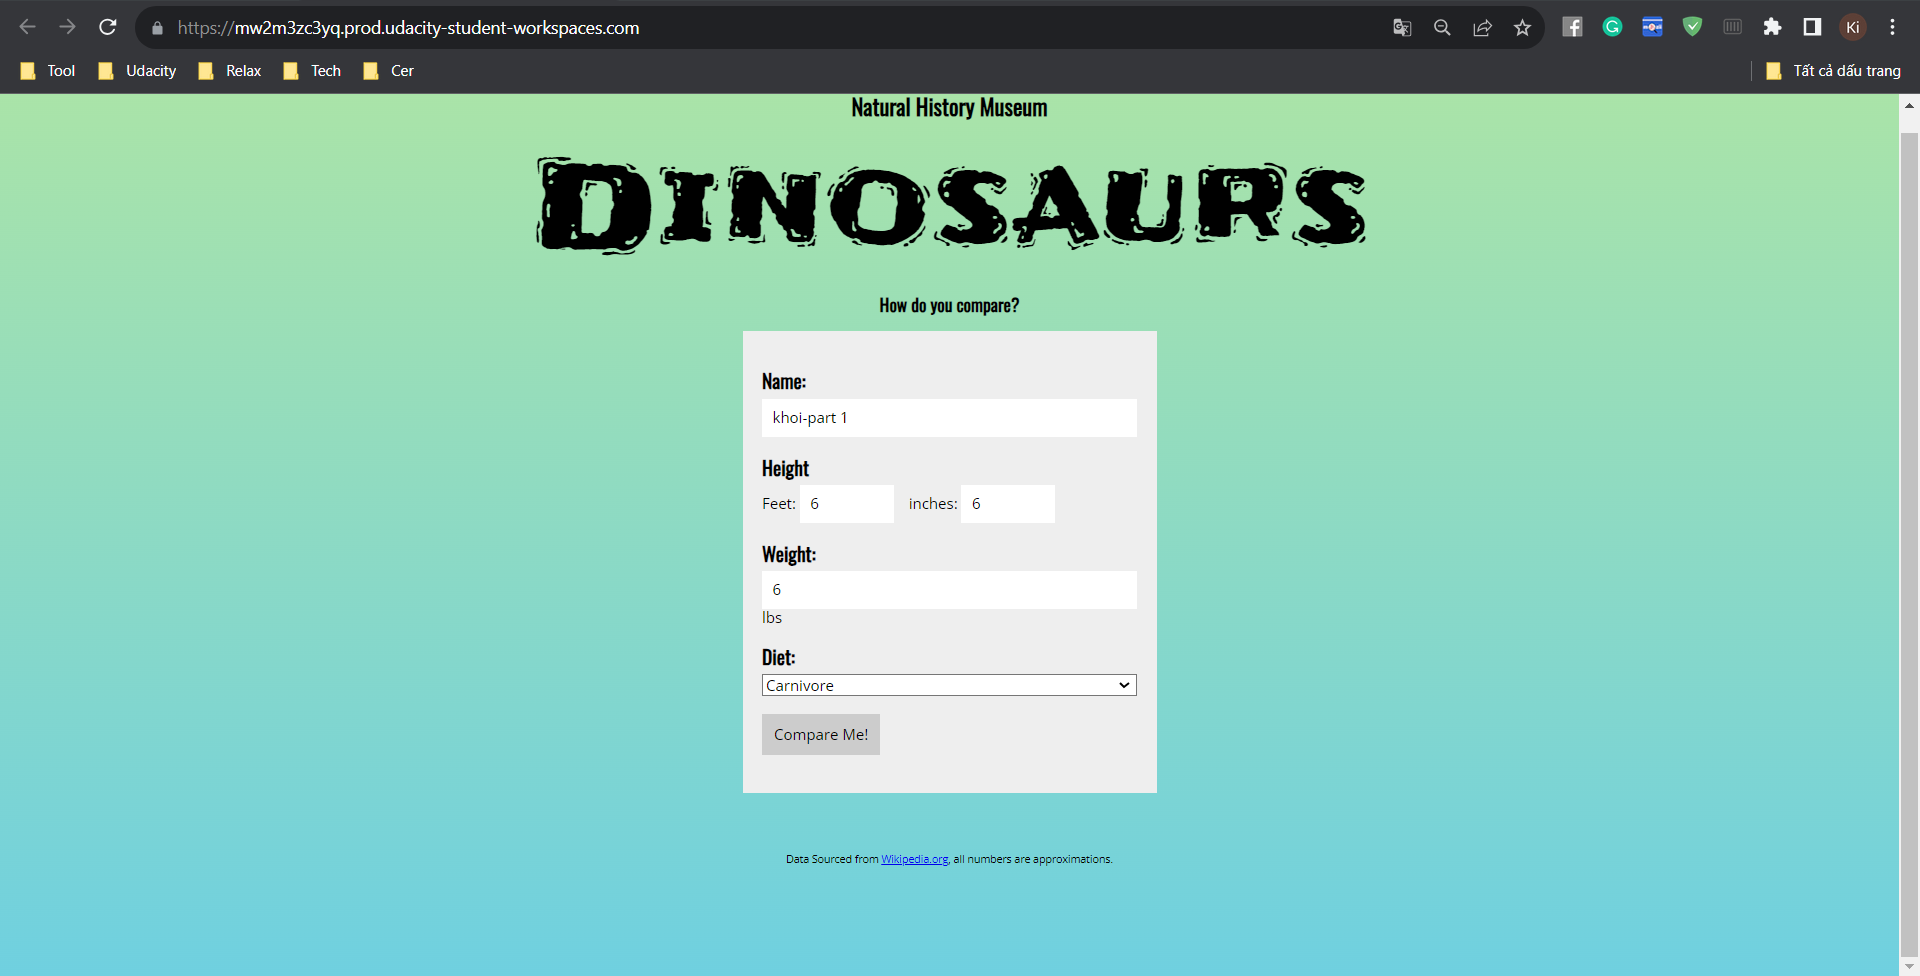 https://mw2m3zc3yq.prod.udacity-student-workspaces.com
Ki
Tool Udacity Relax Tech Cer Tất cả dấu trang
Natural History Museum
DINOSAURS
How do you compare?
Name:
khoi-part 1
Height
Feet: 6 inches: 6
Weight:
6
lbs
Diet:
Carnivore
Compare Me!
Data Sourced from Wikipedia.org, all numbers are approximations.